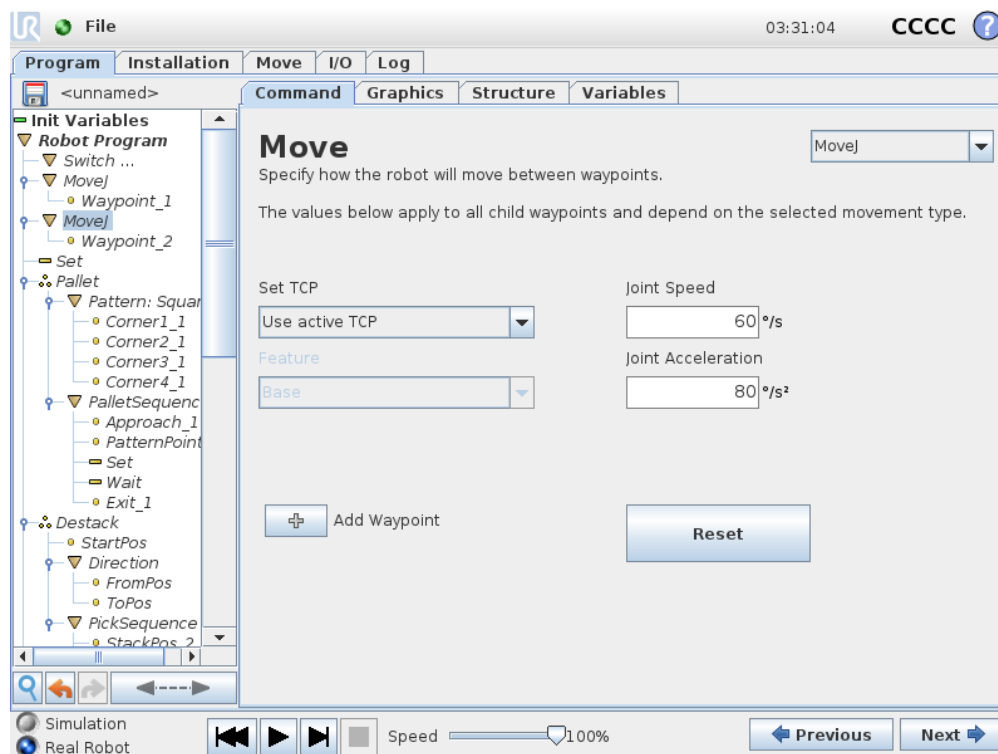 UR File 03:31:04 CCCC ?
Program Installation Move I/O Log
<unnamed> Command Graphics Structure Variables
Init Variables
Robot Program
Switch ...
MoveJ
Waypoint_1
MoveJ
Waypoint_2
Set
Pallet
Pattern: Squar
Corner1_1
Corner2_1
Corner3_1
Corner4_1
PalletSequenc
Approach_1
PatternPoint
Set
Wait
Exit_1
Destack
StartPos
Direction
FromPos
ToPos
PickSequence
StackPos_2
Move MoveJ
Specify how the robot will move between waypoints.
The values below apply to all child waypoints and depend on the selected movement type.
Set TCP Joint Speed
Use active TCP 60 °/s
Feature Joint Acceleration
Base 80 °/s²
Add Waypoint Reset
Simulation
Real Robot
Speed 100% Previous Next